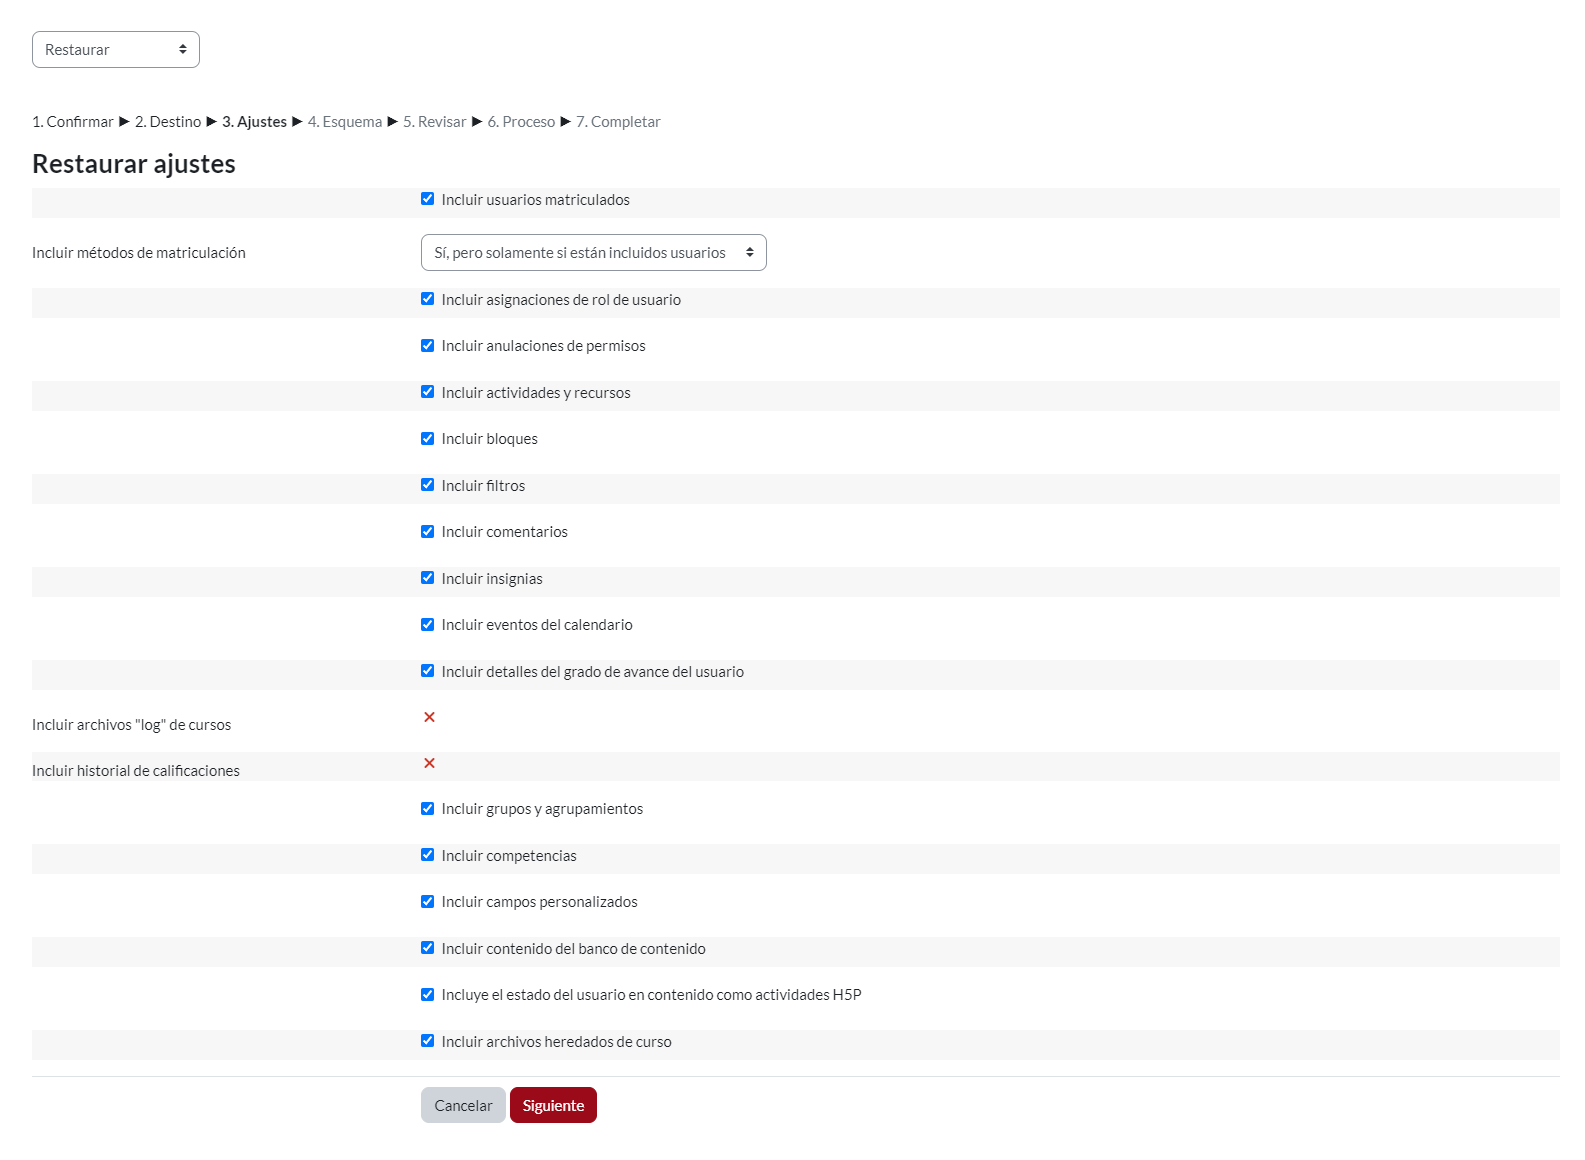 Restaurar
1. Confirmar ► 2. Destino ► 3. Ajustes ► 4. Esquema ► 5. Revisar ► 6. Proceso ► 7. Completar
Restaurar ajustes
Incluir usuarios matriculados
Incluir métodos de matriculación
Sí, pero solamente si están incluidos usuarios
Incluir asignaciones de rol de usuario
Incluir anulaciones de permisos
Incluir actividades y recursos
Incluir bloques
Incluir filtros
Incluir comentarios
Incluir insignias
Incluir eventos del calendario
Incluir detalles del grado de avance del usuario
Incluir archivos "log" de cursos
Incluir historial de calificaciones
Incluir grupos y agrupamientos
Incluir competencias
Incluir campos personalizados
Incluir contenido del banco de contenido
Incluye el estado del usuario en contenido como actividades H5P
Incluir archivos heredados de curso
Cancelar Siguiente